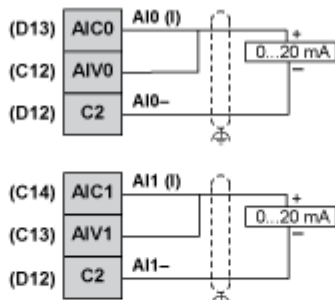 (D13) AIC0 AI0 (I) +
0...20 mA
(C12) AIV0 –
(D12) C2 AI0–
(C14) AIC1 AI1 (I) +
0...20 mA
(C13) AIV1 –
(D12) C2 AI1–